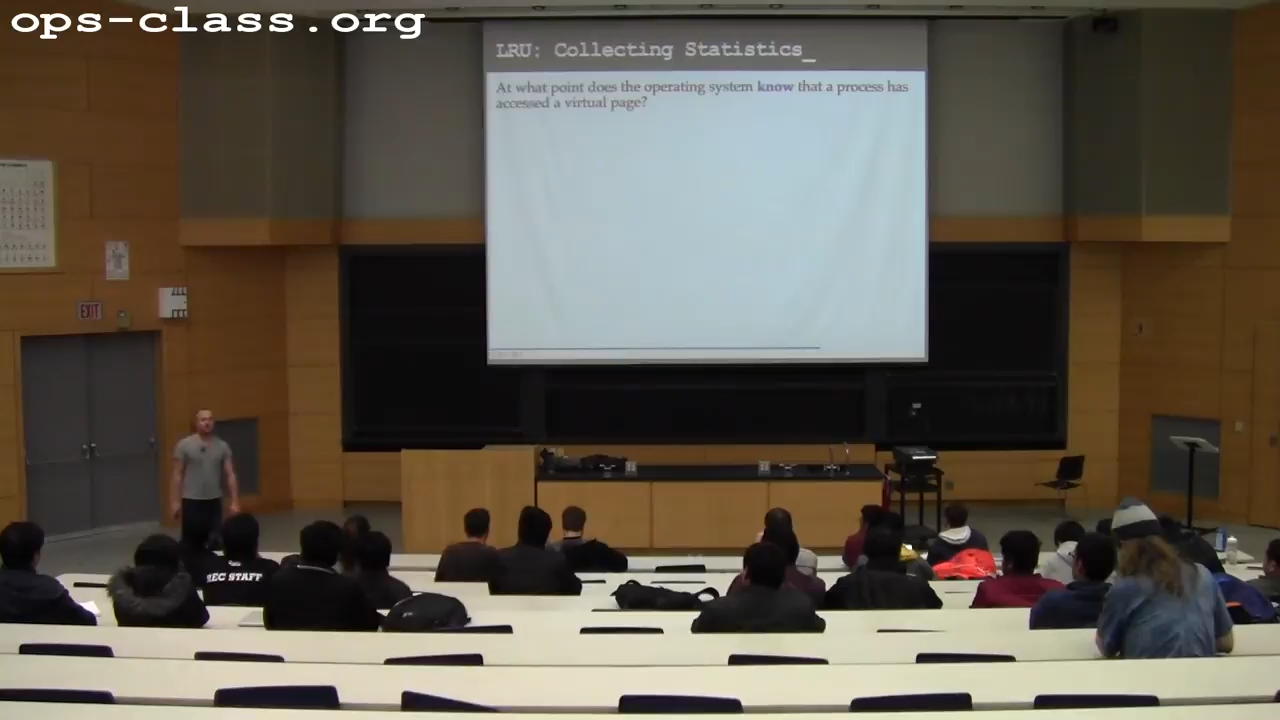 ops-class.org
LRU: Collecting Statistics_
At what point does the operating system know that a process has
accessed a virtual page?
EXIT
REC STAFF